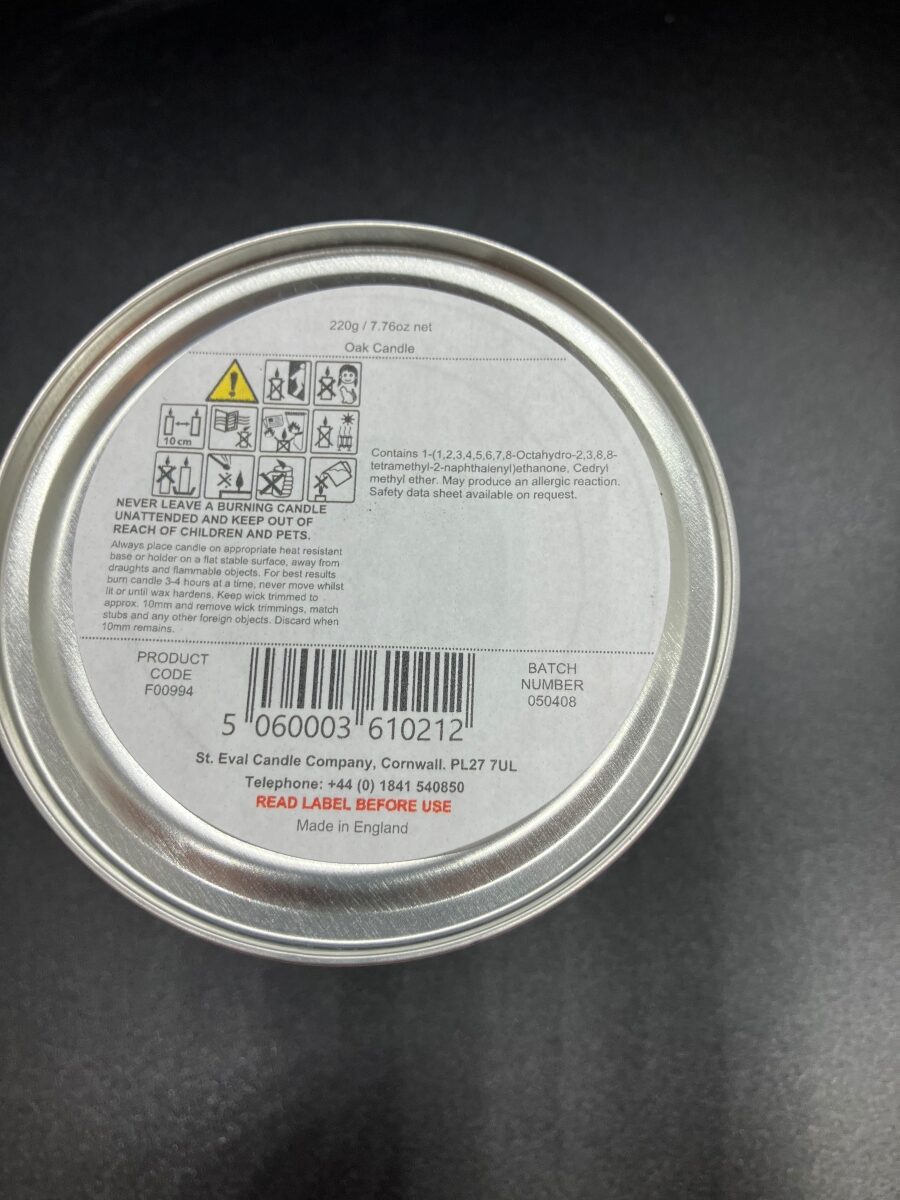 220g / 7.76oz net
Oak Candle
10cm
Contains 1-(1,2,3,4,5,6,7,8-Octahydro-2,3,8,8-
tetramethyl-2-naphthalenyl)ethanone, Cedryl
methyl ether. May produce an allergic reaction.
Safety data sheet available on request.
NEVER LEAVE A BURNING CANDLE
UNATTENDED AND KEEP OUT OF
REACH OF CHILDREN AND PETS.
Always place candle on appropriate heat resistant
base or holder on a flat stable surface, away from
draughts and flammable objects. For best results
burn candle 3-4 hours at a time, never move whilst
lit or until wax hardens. Keep wick trimmed to
approx. 10mm and remove wick trimmings, match
stubs and any other foreign objects. Discard when
10mm remains.
PRODUCT
CODE
F00994
5 060003 610212
BATCH
NUMBER
050408
St. Eval Candle Company, Cornwall. PL27 7UL
Telephone: +44 (0) 1841 540850
READ LABEL BEFORE USE
Made in England